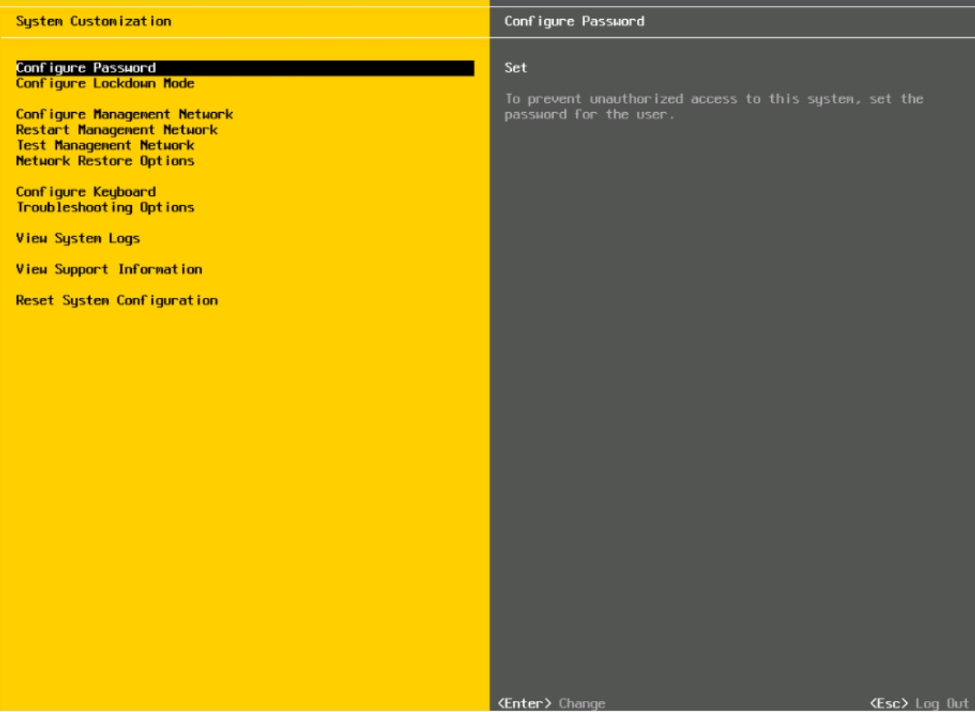 System Customization
Configure Password
Configure Lockdown Mode
Configure Management Network
Restart Management Network
Test Management Network
Network Restore Options
Configure Keyboard
Troubleshooting Options
View System Logs
View Support Information
Reset System Configuration
Configure Password
Set
To prevent unauthorized access to this system, set the
password for the user.
<Enter> Change
<Esc> Log Out